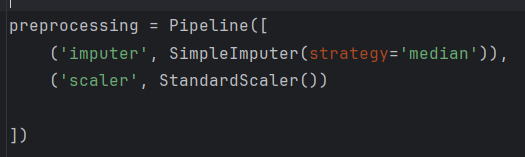 preprocessing = Pipeline([
    ('imputer', SimpleImputer(strategy='median')),
    ('scaler', StandardScaler())
])